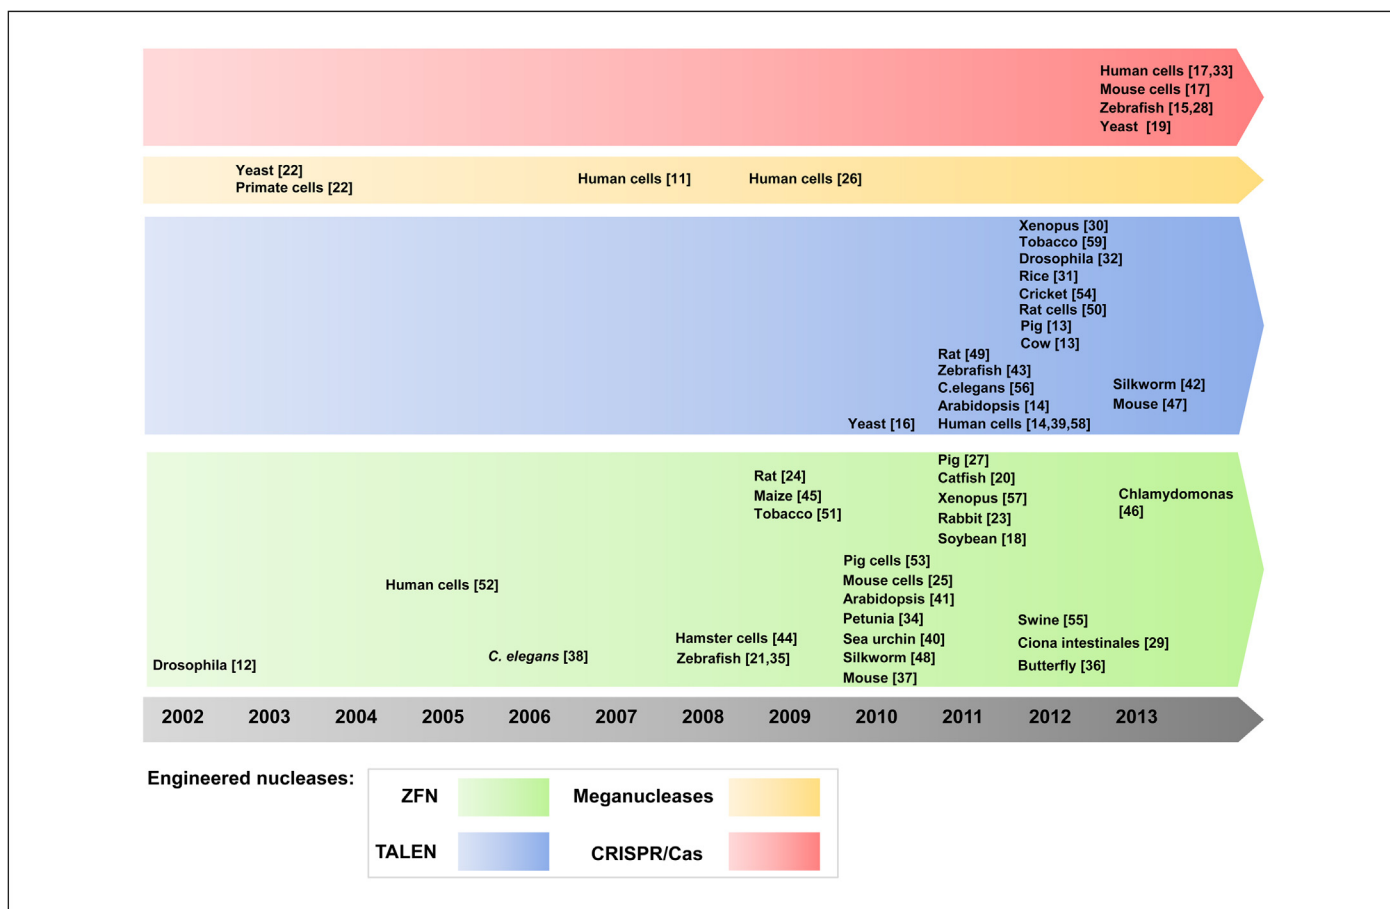 Human cells [17,33]
Mouse cells [17]
Zebrafish [15,28]
Yeast [19]
Yeast [22]
Primate cells [22]
Human cells [11]
Human cells [26]
Xenopus [30]
Tobacco [59]
Drosophila [32]
Rice [31]
Cricket [54]
Rat cells [50]
Pig [13]
Cow [13]
Rat [49]
Zebrafish [43]
C.elegans [56]
Arabidopsis [14]
Human cells [14,39,58]
Silkworm [42]
Mouse [47]
Yeast [16]
Pig [27]
Catfish [20]
Xenopus [57]
Rabbit [23]
Soybean [18]
Rat [24]
Maize [45]
Tobacco [51]
Chlamydomonas
[46]
Pig cells [53]
Mouse cells [25]
Arabidopsis [41]
Petunia [34]
Sea urchin [40]
Silkworm [48]
Mouse [37]
Human cells [52]
Swine [55]
Ciona intestinales [29]
Butterfly [36]
Hamster cells [44]
Zebrafish [21,35]
C. elegans [38]
Drosophila [12]
2002 2003 2004 2005 2006 2007 2008 2009 2010 2011 2012 2013
Engineered nucleases:
ZFN
Meganucleases
TALEN
CRISPR/Cas